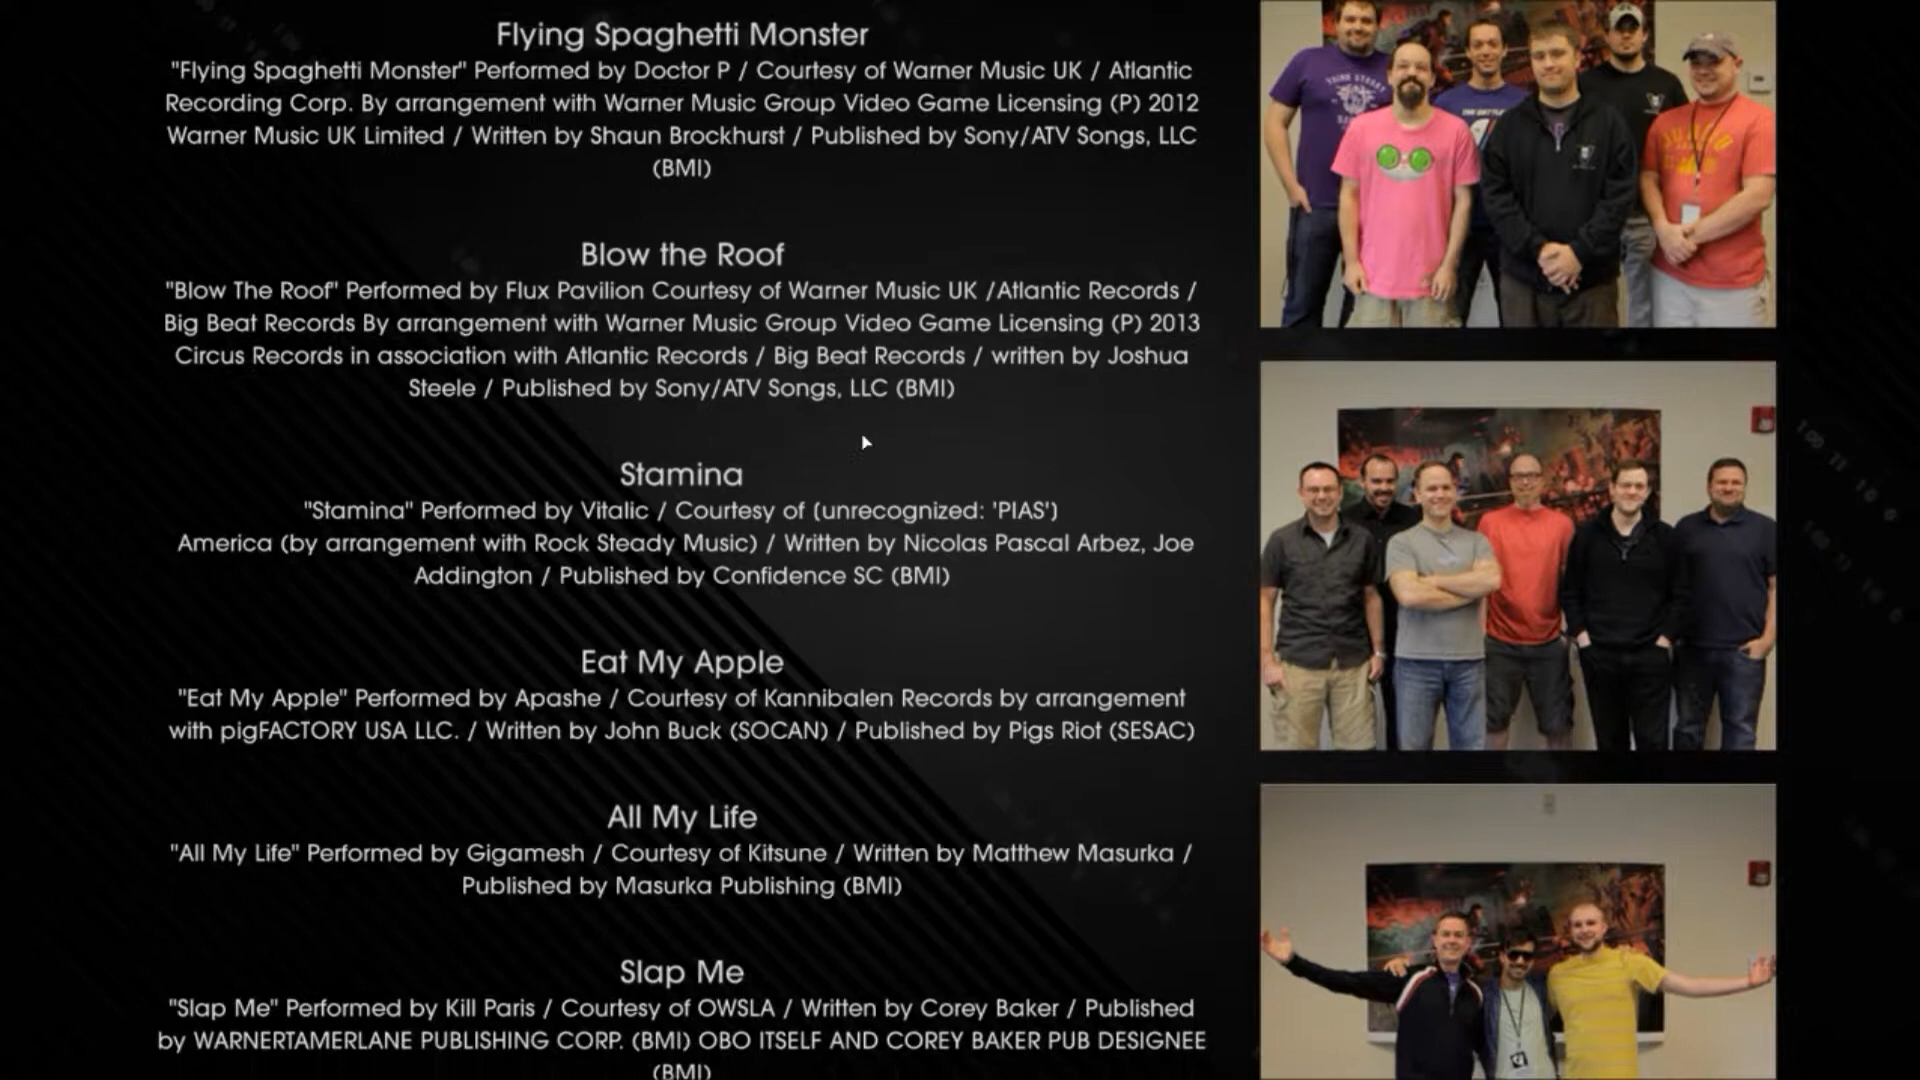 Flying Spaghetti Monster
"Flying Spaghetti Monster" Performed by Doctor P / Courtesy of Warner Music UK / Atlantic
Recording Corp. By arrangement with Warner Music Group Video Game Licensing (P) 2012
Warner Music UK Limited / Written by Shaun Brockhurst / Published by Sony/ATV Songs, LLC
(BMI)
Blow the Roof
"Blow The Roof" Performed by Flux Pavilion Courtesy of Warner Music UK /Atlantic Records /
Big Beat Records By arrangement with Warner Music Group Video Game Licensing (P) 2013
Circus Records in association with Atlantic Records / Big Beat Records / written by Joshua
Steele / Published by Sony/ATV Songs, LLC (BMI)
Stamina
"Stamina" Performed by Vitalic / Courtesy of (unrecognized: 'PIAS')
America (by arrangement with Rock Steady Music) / Written by Nicolas Pascal Arbez, Joe
Addington / Published by Confidence SC (BMI)
Eat My Apple
"Eat My Apple" Performed by Apashe / Courtesy of Kannibalen Records by arrangement
with pigFACTORY USA LLC. / Written by John Buck (SOCAN) / Published by Pigs Riot (SESAC)
All My Life
"All My Life" Performed by Gigamesh / Courtesy of Kitsune / Written by Matthew Masurka /
Published by Masurka Publishing (BMI)
Slap Me
"Slap Me" Performed by Kill Paris / Courtesy of OWSLA / Written by Corey Baker / Published
by WARNERTAMERLANE PUBLISHING CORP. (BMI) OBO ITSELF AND COREY BAKER PUB DESIGNEE
(BMI)